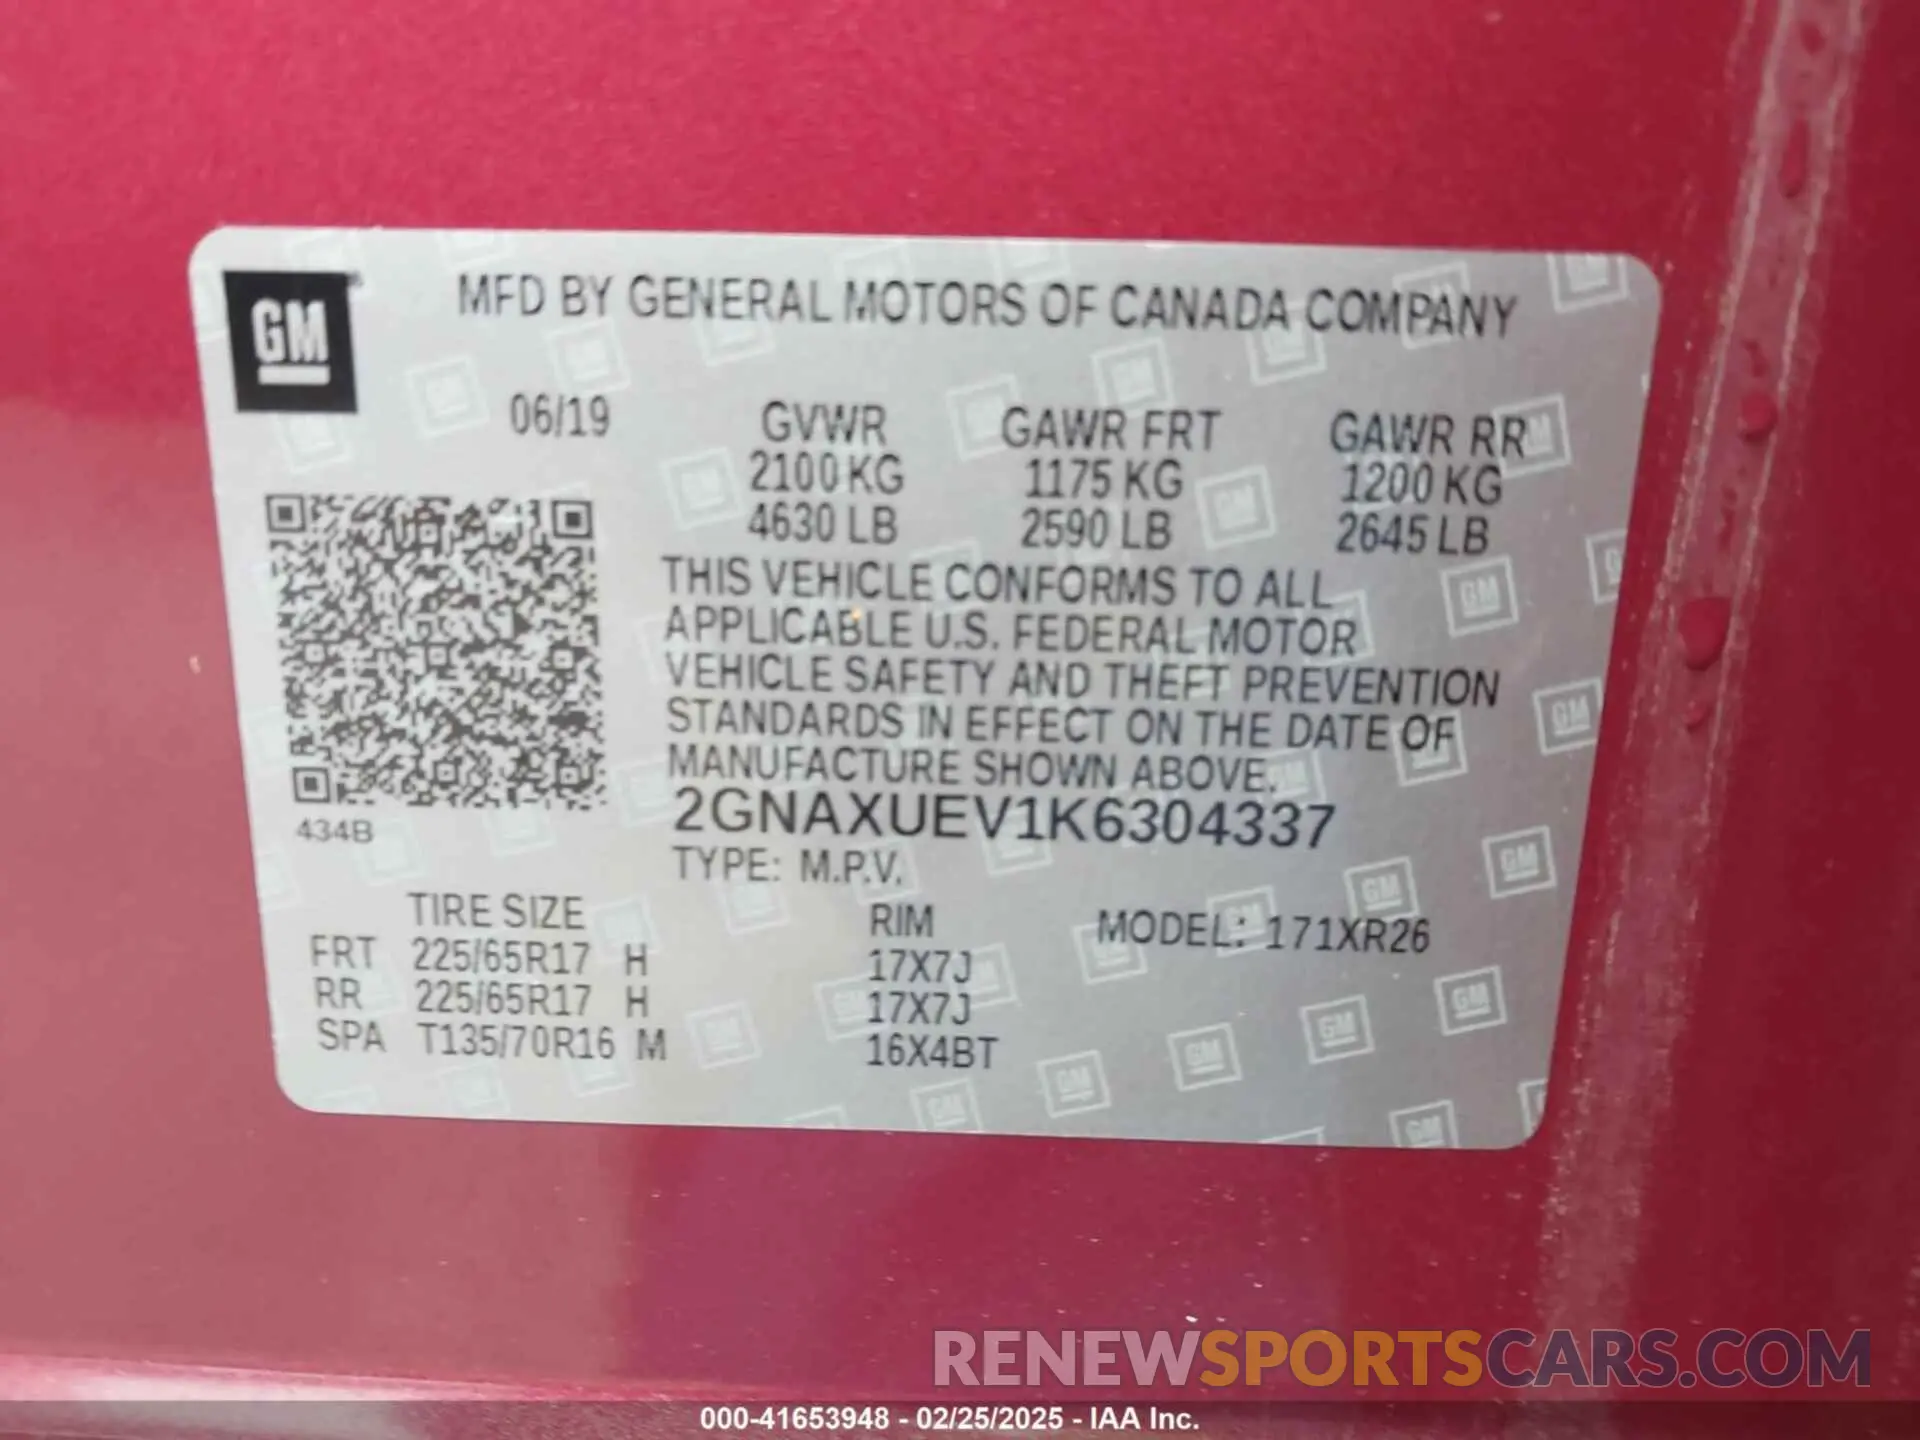 GM
MFD BY GENERAL MOTORS OF CANADA COMPANY
06/19 GVWR GAWR FRT GAWR RR
2100 KG 1175 KG 1200 KG
4630 LB 2590 LB 2645 LB
THIS VEHICLE CONFORMS TO ALL
APPLICABLE U.S. FEDERAL MOTOR
VEHICLE SAFETY AND THEFT PREVENTION
STANDARDS IN EFFECT ON THE DATE OF
MANUFACTURE SHOWN ABOVE.
434B
2GNAXUEV1K6304337
TYPE: M.P.V.
TIRE SIZE RIM MODEL: 171XR26
FRT 225/65R17 H 17X7J
RR 225/65R17 H 17X7J
SPA T135/70R16 M 16X4BT
RENEWSPORTSCARS.COM
000-41653948 - 02/25/2025 - IAA Inc.